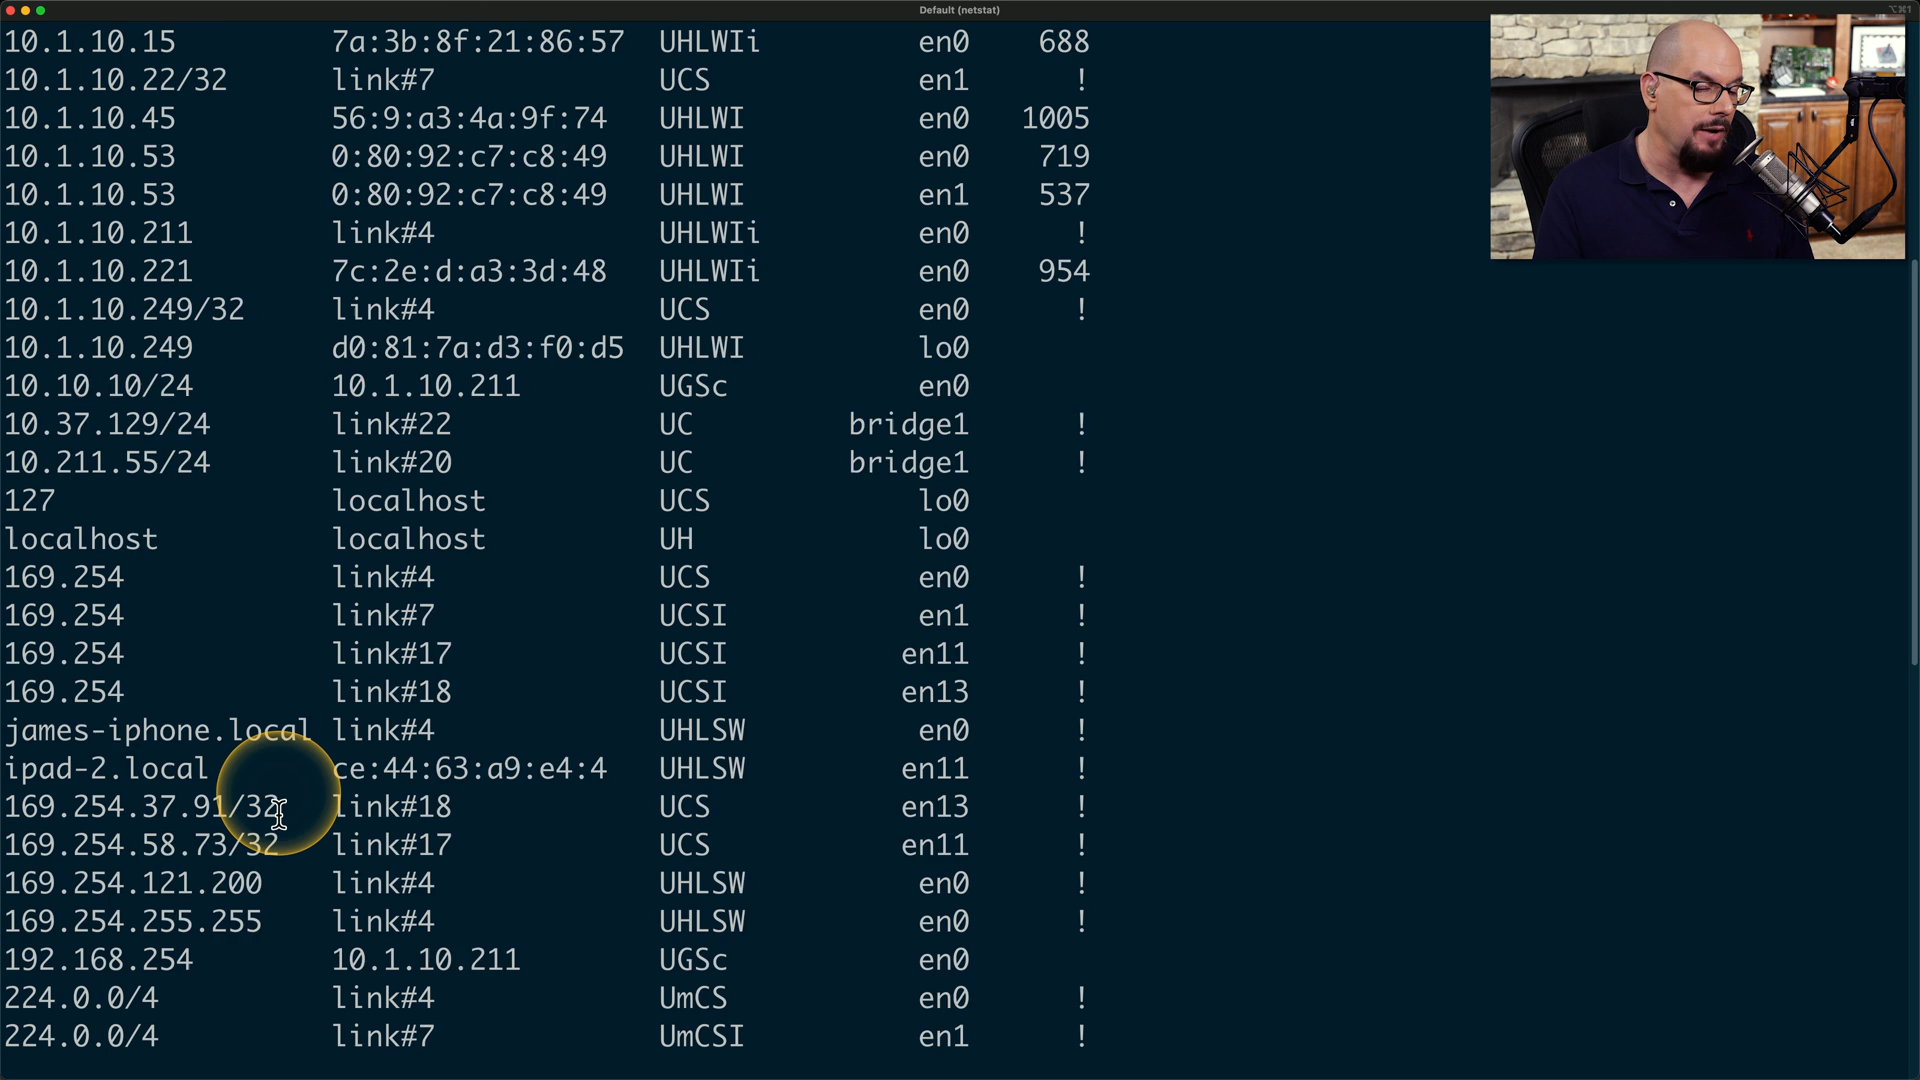 Default (netstat)
⌥⌘1
10.1.10.15 7a:3b:8f:21:86:57 UHLWIi en0 688
10.1.10.22/32 link#7 UCS en1 !
10.1.10.45 56:9:a3:4a:9f:74 UHLWI en0 1005
10.1.10.53 0:80:92:c7:c8:49 UHLWI en0 719
10.1.10.53 0:80:92:c7:c8:49 UHLWI en1 537
10.1.10.211 link#4 UHLWIi en0 !
10.1.10.221 7c:2e:d:a3:3d:48 UHLWIi en0 954
10.1.10.249/32 link#4 UCS en0 !
10.1.10.249 d0:81:7a:d3:f0:d5 UHLWI lo0
10.10.10/24 10.1.10.211 UGSc en0
10.37.129/24 link#22 UC bridge1 !
10.211.55/24 link#20 UC bridge1 !
127 localhost UCS lo0
localhost localhost UH lo0
169.254 link#4 UCS en0 !
169.254 link#7 UCSI en1 !
169.254 link#17 UCSI en11 !
169.254 link#18 UCSI en13 !
james-iphone.local link#4 UHLSW en0 !
ipad-2.local ce:44:63:a9:e4:4 UHLSW en11 !
169.254.37.91/32 link#18 UCS en13 !
169.254.58.73/32 link#17 UCS en11 !
169.254.121.200 link#4 UHLSW en0 !
169.254.255.255 link#4 UHLSW en0 !
192.168.254 10.1.10.211 UGSc en0
224.0.0/4 link#4 UmCS en0 !
224.0.0/4 link#7 UmCSI en1 !